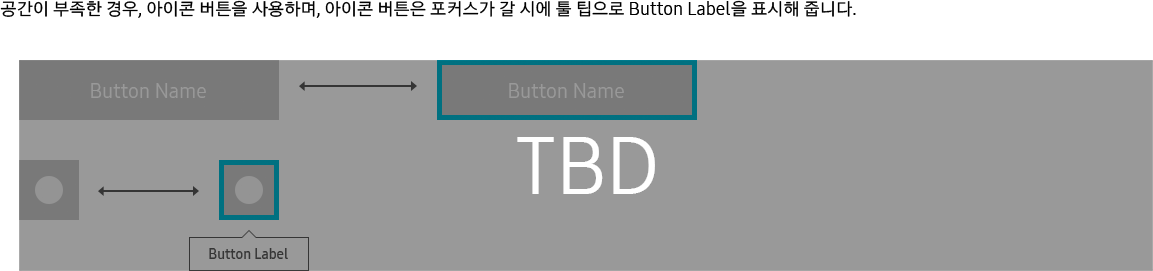 공간이 부족한 경우, 아이콘 버튼을 사용하며, 아이콘 버튼은 포커스가 갈 시에 툴 팁으로 Button Label을 표시해 줍니다.
Button Name
Button Name
TBD
Button Label